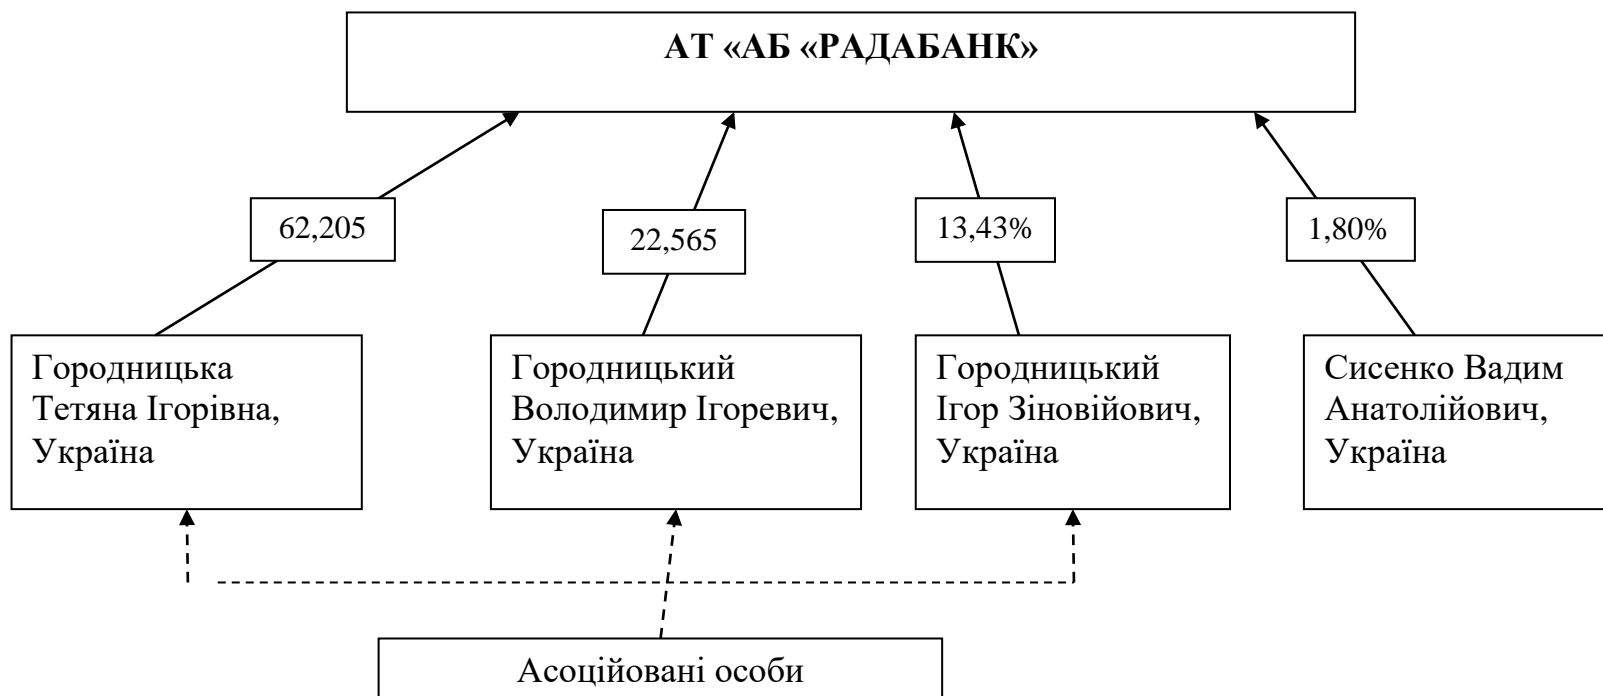 АТ «АБ «РАДАБАНК»
62,205
22,565
13,43%
1,80%
Городницька
Тетяна Ігорівна,
Україна
Городницький
Володимир Ігоревич,
Україна
Городницький
Ігор Зіновійович,
Україна
Сисенко Вадим
Анатолійович,
Україна
Асоційовані особи